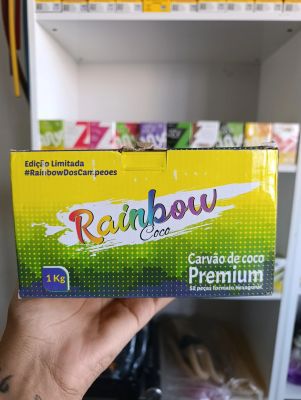 Edição Limitada
#RainbowDosCampeoes
Rainbow
Coco
Carvão de coco
Premium
1 Kg